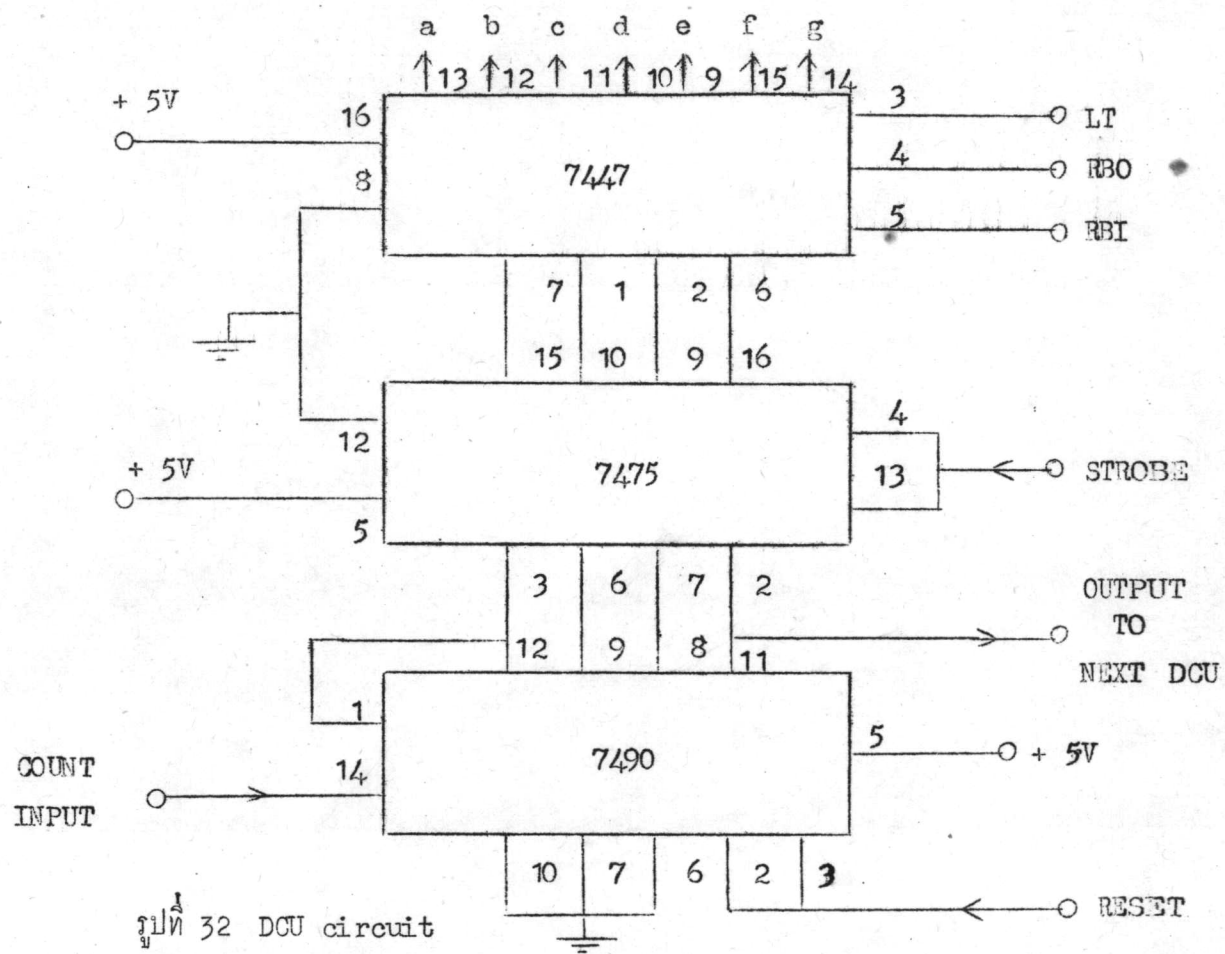 a b c d e f g
13 12 11 10 9 15 14
+ 5V
16
3
LT
7447
4
RBO
8
5
RBI
7 1 2 6
15 10 9 16
4
12
+ 5V
7475
13
STROBE
5
3 6 7 2
OUTPUT
TO
NEXT DCU
12 9 8 11
1
5
+ 5V
7490
COUNT
INPUT
14
10 7 6 2 3
RESET
รูปที่ 32 DCU circuit